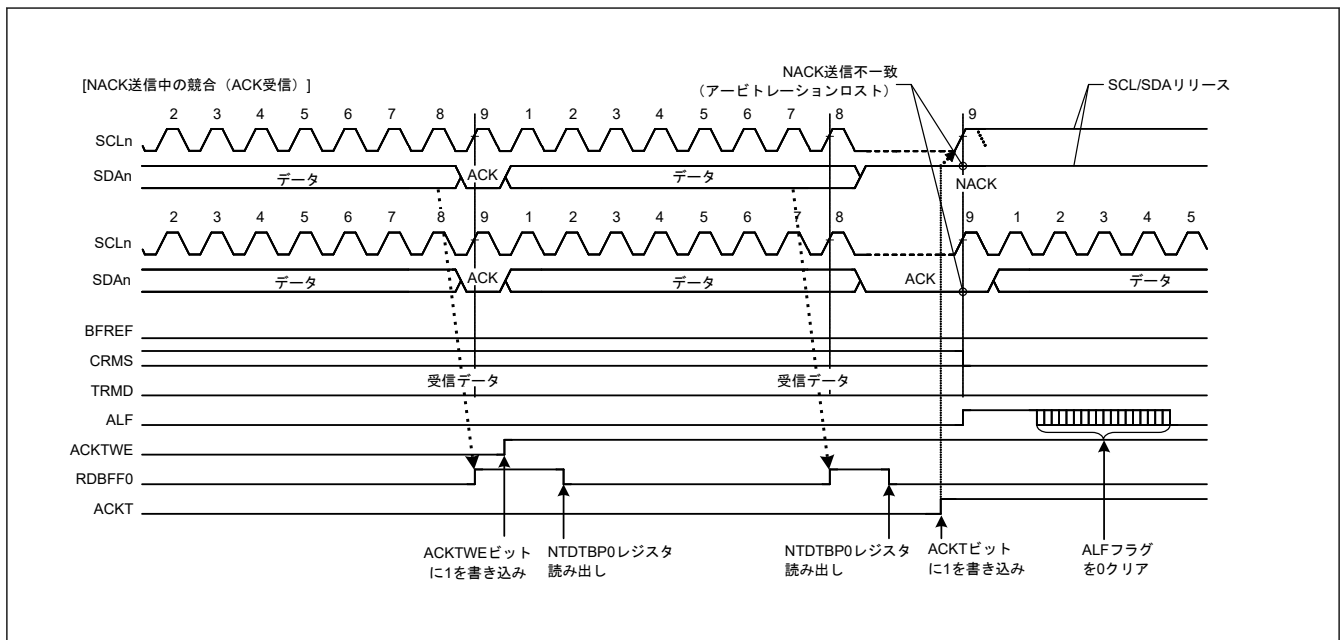 [NACK送信中の競合（ACK受信）]
NACK送信不一致
（アービトレーションロスト）
SCL/SDAリリース
2 3 4 5 6 7 8 9 1 2 3 4 5 6 7 8 9
SCLn
SDAn データ ACK データ NACK
2 3 4 5 6 7 8 9 1 2 3 4 5 6 7 8 9 1 2 3 4 5
SCLn
SDAn データ ACK データ ACK データ
BFREF
CRMS
受信データ 受信データ
TRMD
ALF
ACKTWE
RDBFF0
ACKT
ACKTWEビット
に1を書き込み
NTDTBP0レジスタ
読み出し
NTDTBP0レジスタ
読み出し
ACKTビット
に1を書き込み
ALFフラグ
を0クリア